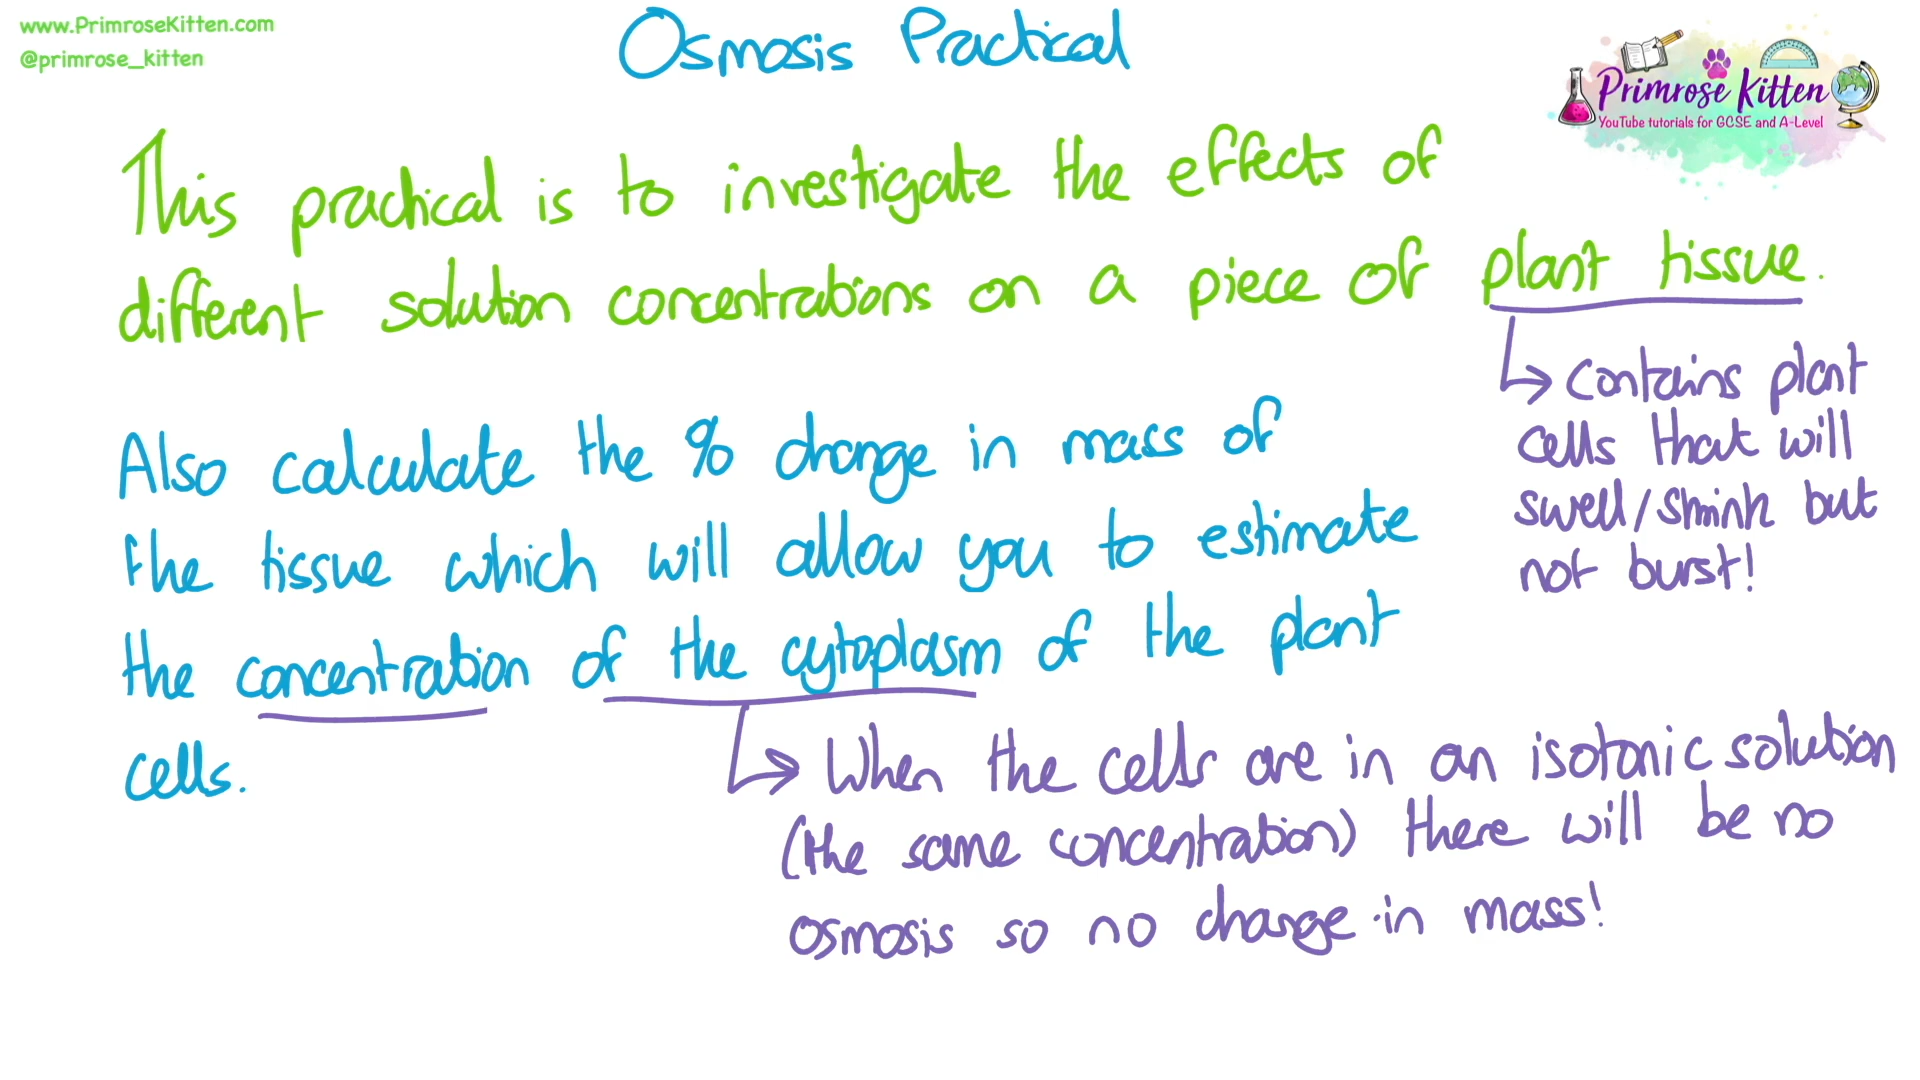 www.PrimroseKitten.com
@primrose_kitten
Osmosis Practical
Primrose Kitten
YouTube tutorials for GCSE and A-Level
This practical is to investigate the effects of
different solution concentrations on a piece of plant tissue.
→ contains plant
cells that will
swell/shrink but
not burst!
Also calculate the % change in mass of
the tissue which will allow you to estimate
the concentration of the cytoplasm of the plant
cells.
→ When the cells are in an isotonic solution
(the same concentration) there will be no
osmosis so no change in mass!